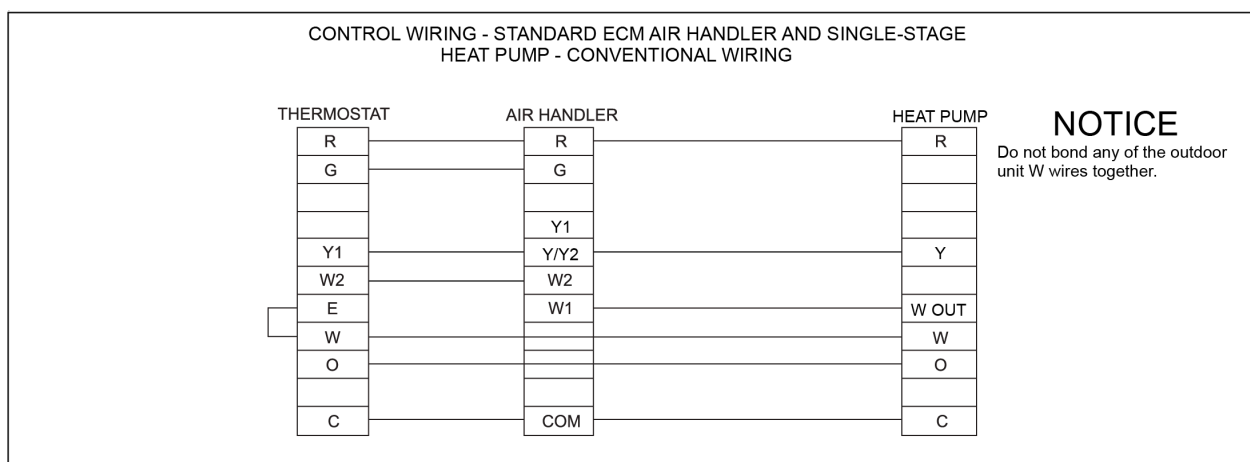 CONTROL WIRING - STANDARD ECM AIR HANDLER AND SINGLE-STAGE
HEAT PUMP - CONVENTIONAL WIRING
THERMOSTAT
R
G
Y1
W2
E
W
O
C
AIR HANDLER
R
G
Y1
Y/Y2
W2
W1
COM
HEAT PUMP
R
Y
W OUT
W
O
C
NOTICE
Do not bond any of the outdoor
unit W wires together.